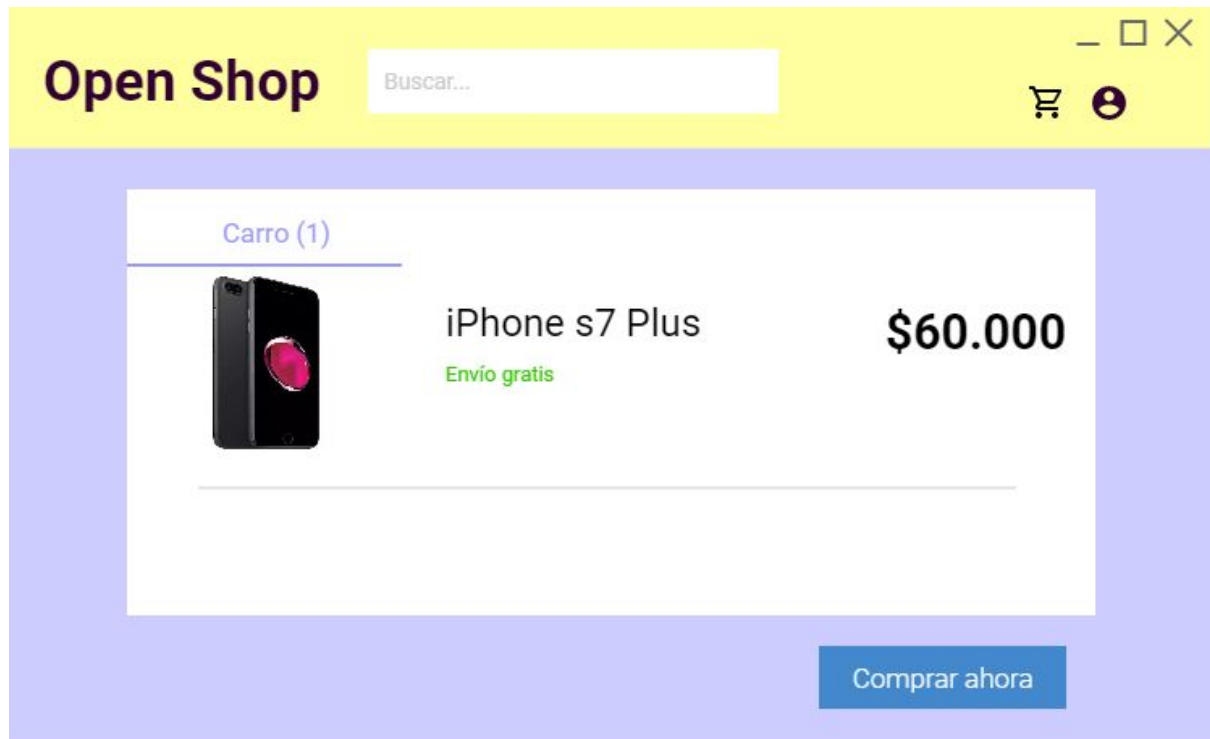 Open Shop
Buscar...
Carro (1)
iPhone s7 Plus
$60.000
Envío gratis
Comprar ahora